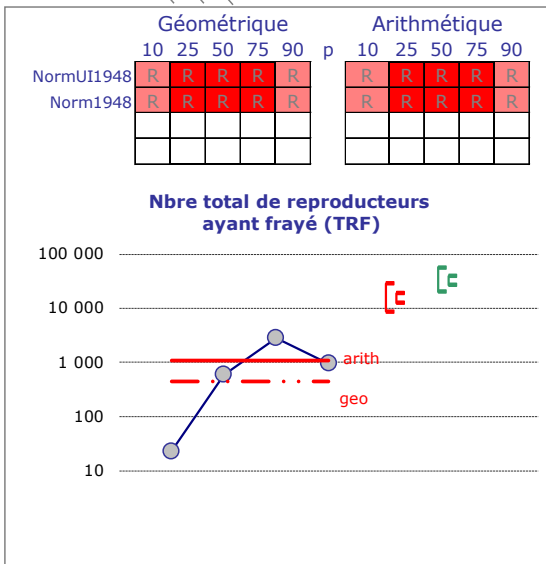 Géométrique Arithmétique
10 25 50 75 90 p 10 25 50 75 90
NormUI1948 R R R R R R R R R R
Norm1948 R R R R R R R R R R
Nbre total de reproducteurs
ayant frayé (TRF)
100 000
10 000
1 000
arith
geo
100
10